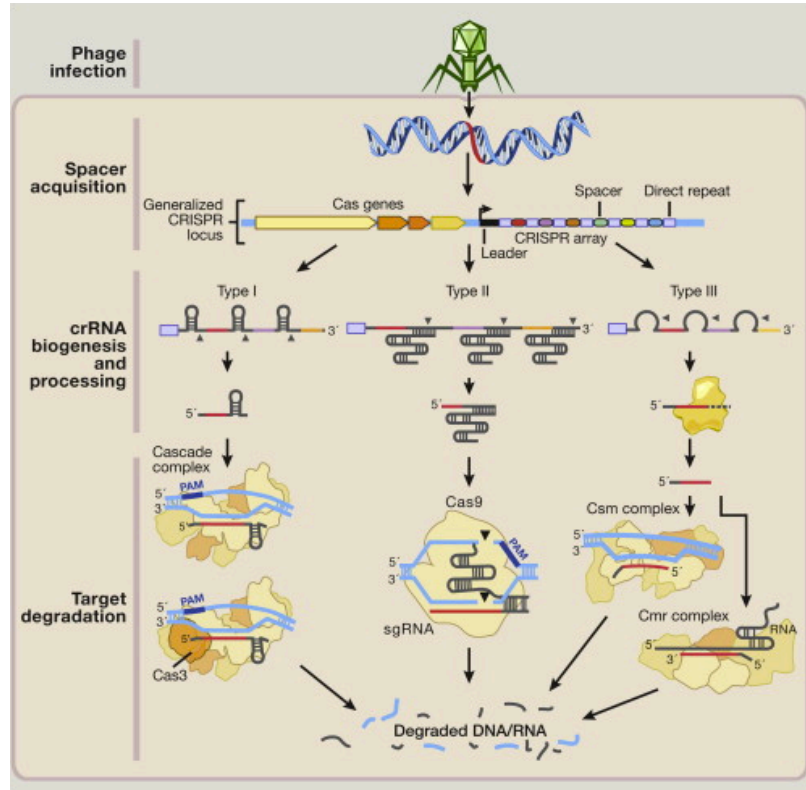 Phage
infection
Spacer
acquisition
Generalized
CRISPR
locus
Cas genes
Spacer
Direct repeat
CRISPR array
Leader
crRNA
biogenesis
and
processing
Type I
Type II
Type III
3´
3´
3´
5´
5´
5´
Target
degradation
Cascade
complex
PAM
5´
3´
5´
Cas9
PAM
5´
3´
sgRNA
Csm complex
5´
3´
5´
PAM
5´
3´
5´
Cas3
Cmr complex
RNA
5´
3´
5´
Degraded DNA/RNA